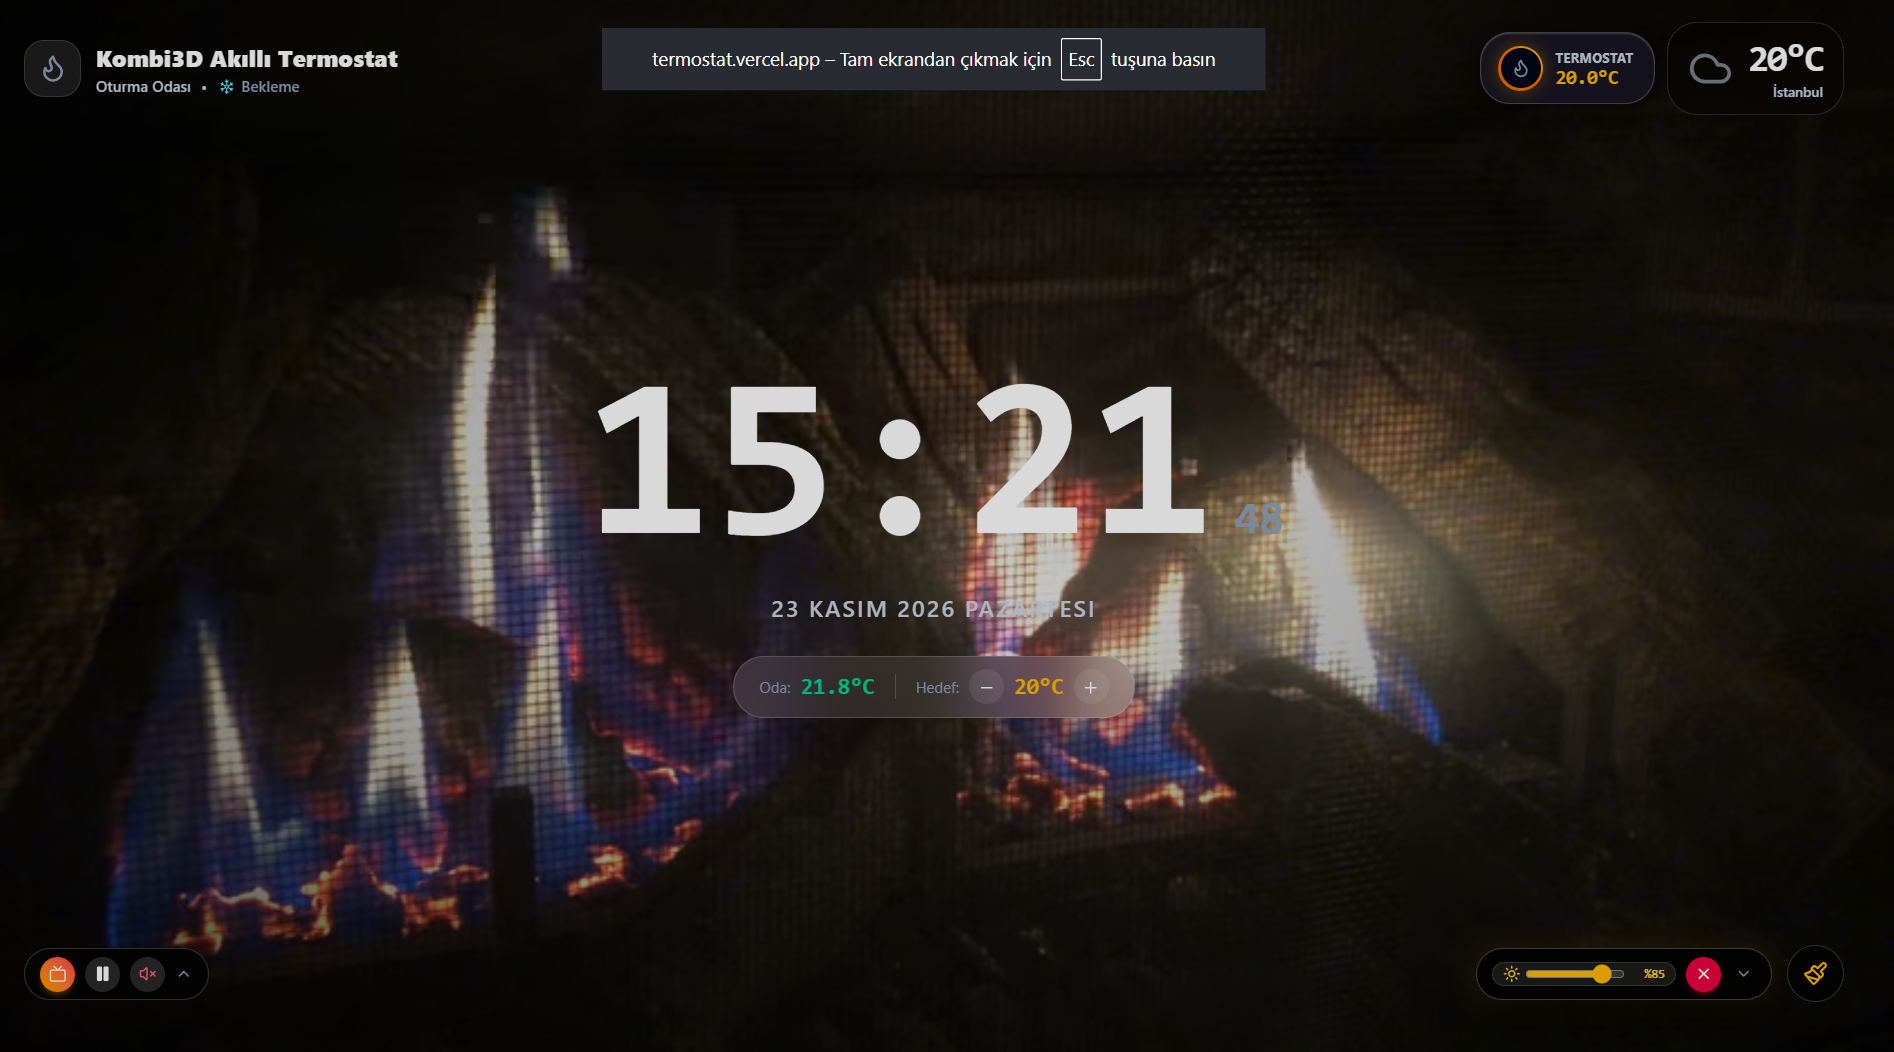 Kombi3D Akıllı Termostat
Oturma Odası • Bekleme
termostat.vercel.app – Tam ekrandan çıkmak için Esc tuşuna basın
TERMOSTAT
20.0°C
20°C
İstanbul
15:21 48
23 KASIM 2026 PAZARTESI
Oda: 21.8°C Hedef: − 20°C +
%85